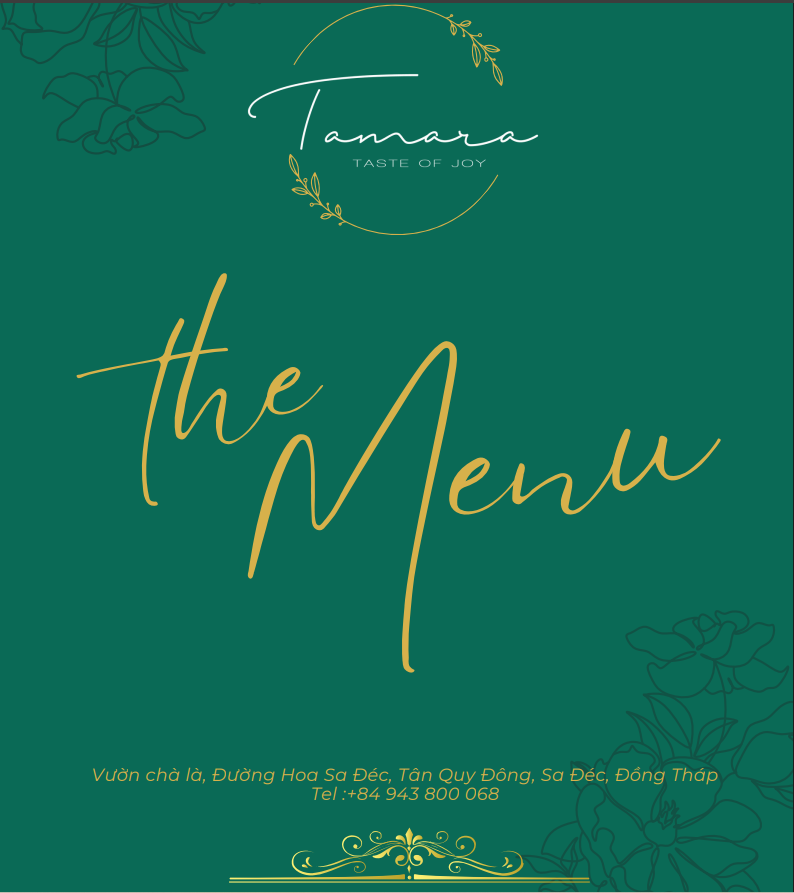 Tamara
TASTE OF JOY
the
Menu
Vườn chà là, Đường Hoa Sa Đéc, Tân Quy Đông, Sa Đéc, Đồng Tháp
Tel :+84 943 800 068